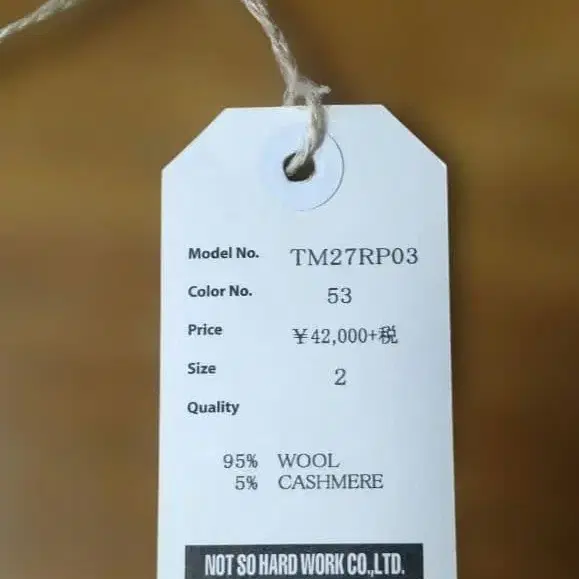 Model No. TM27RP03
Color No. 53
Price ¥42,000+税
Size 2
Quality
95% WOOL
5% CASHMERE
NOT SO HARD WORK CO.,LTD.